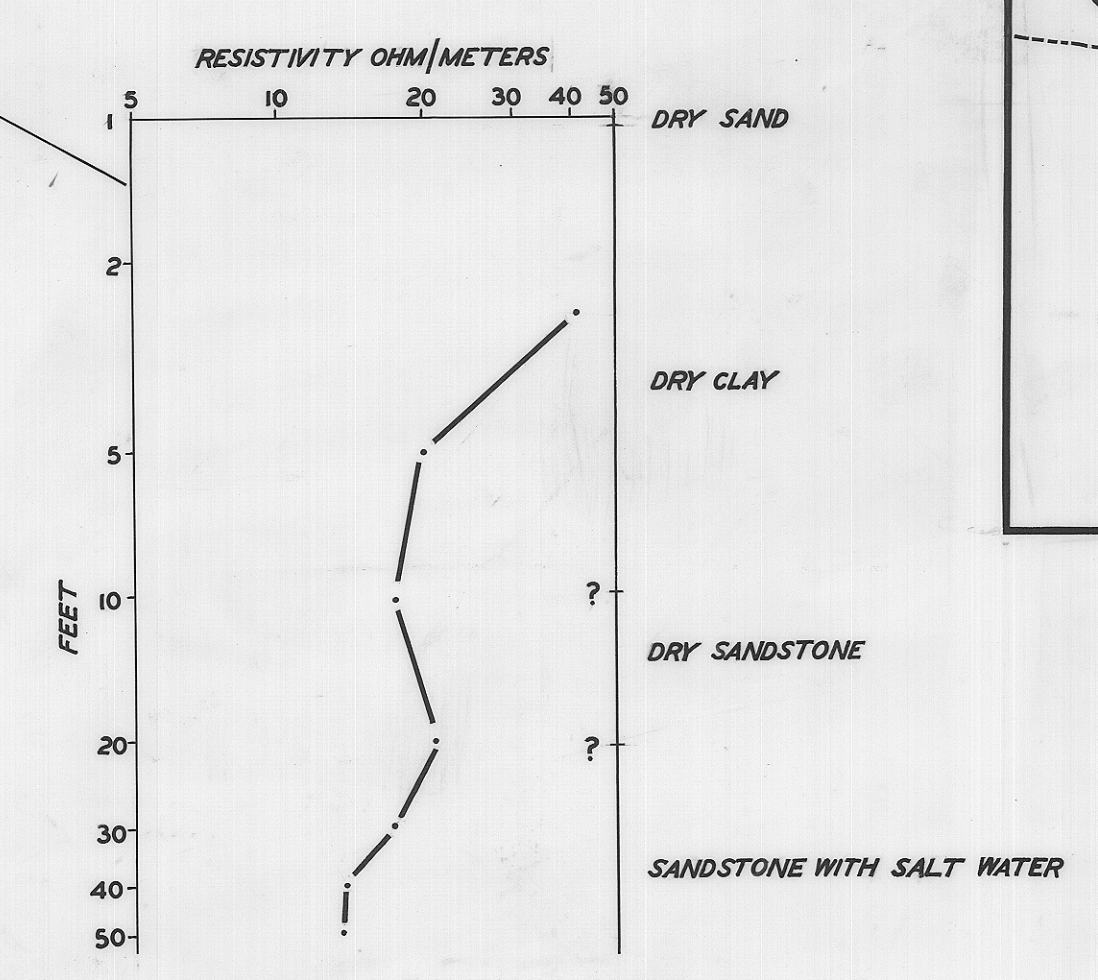 RESISTIVITY OHM/METERS
5 10 20 30 40 50
1
DRY SAND
2
DRY CLAY
5
FEET
10
?
DRY SANDSTONE
20
?
30
SANDSTONE WITH SALT WATER
40
50